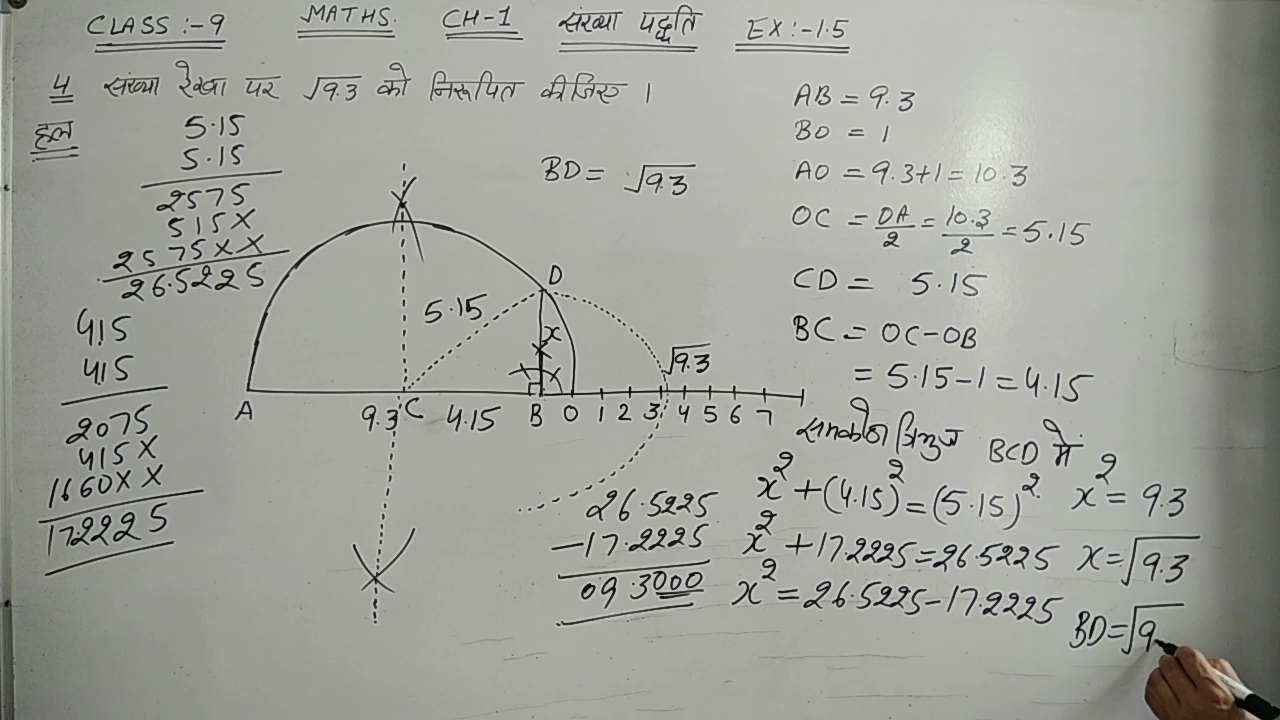 CLASS :- 9 MATHS. CH-1 संख्या पद्धति EX:-1.5
4 संख्या रेखा पर √9.3 को निरूपित कीजिए ।
हल
5.15
5.15
2575
515X
2575XX
26.5225
415
415
2075
415X
1660XX
172225
BD = √9.3
D
5.15
x
√9.3
A 9.3 C 4.15 B 0 1 2 3 4 5 6 7
26.5225
-17.2225
09.3000
AB = 9.3
BO = 1
AO = 9.3+1 = 10.3
OC = OA/2 = 10.3/2 = 5.15
CD = 5.15
BC = OC-OB
= 5.15-1 = 4.15
समकोण त्रिभुज BCD में
x² + (4.15)² = (5.15)²
x² + 17.2225 = 26.5225
x² = 26.5225-17.2225
x² = 9.3
x = √9.3
BD = √9